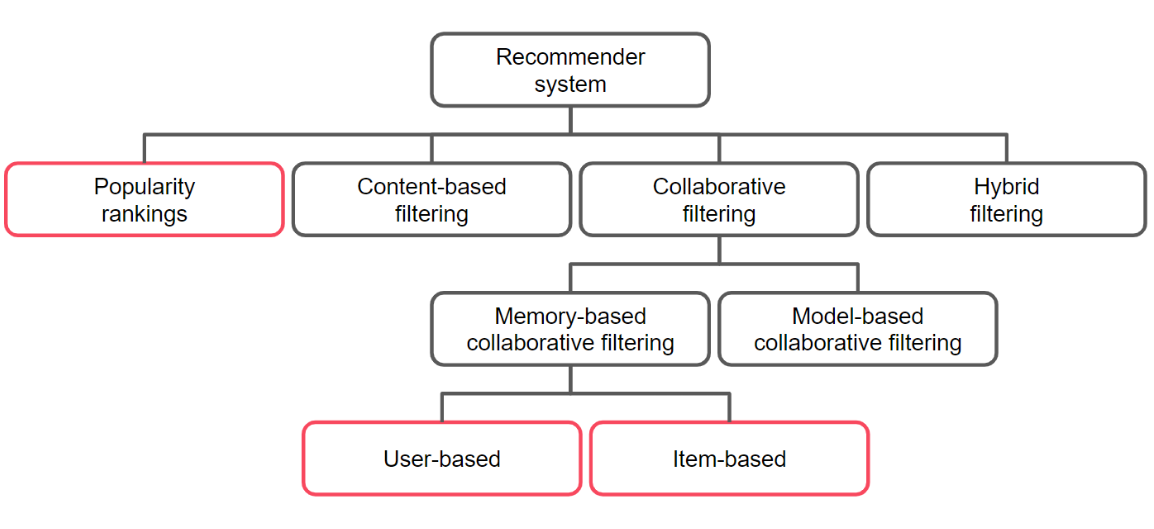 Recommender
system
Popularity
rankings
Content-based
filtering
Collaborative
filtering
Hybrid
filtering
Memory-based
collaborative filtering
Model-based
collaborative filtering
User-based
Item-based